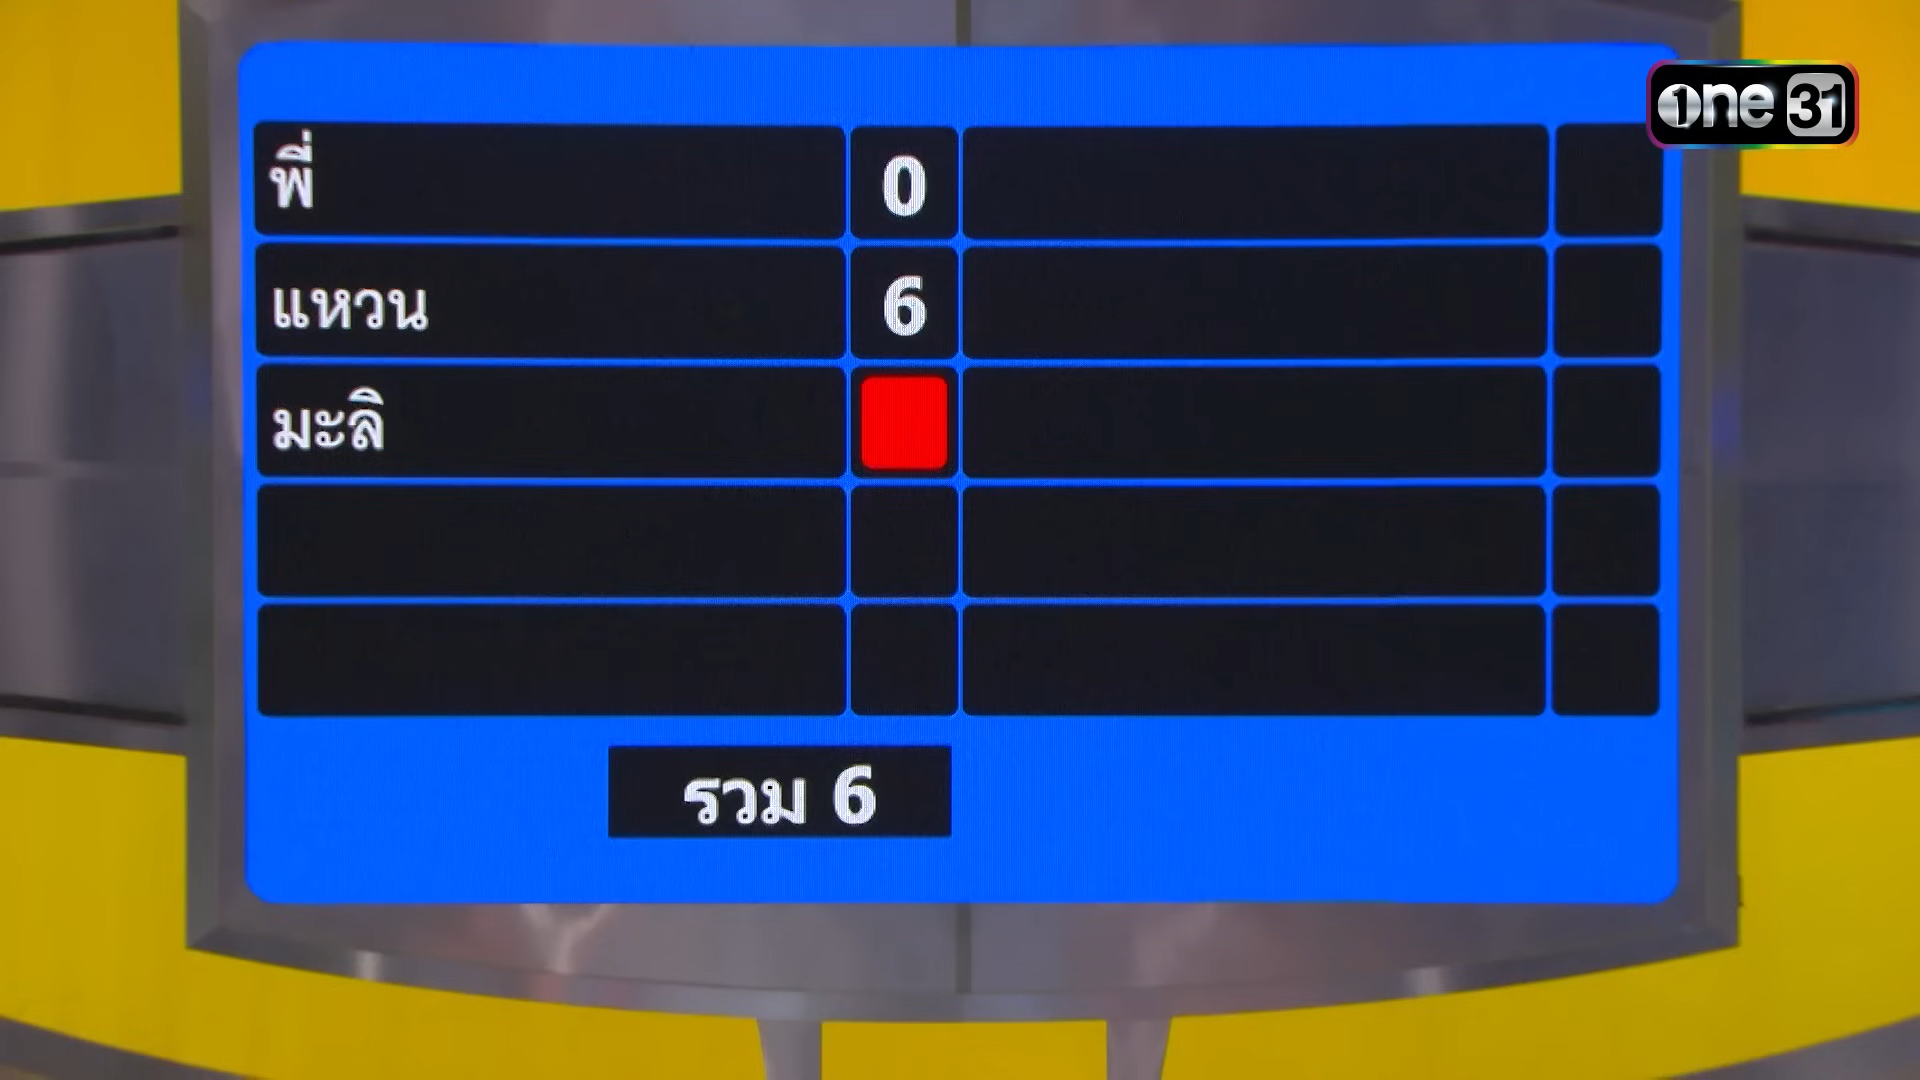 one31
พี่ 0
แหวน 6
มะลิ
รวม 6